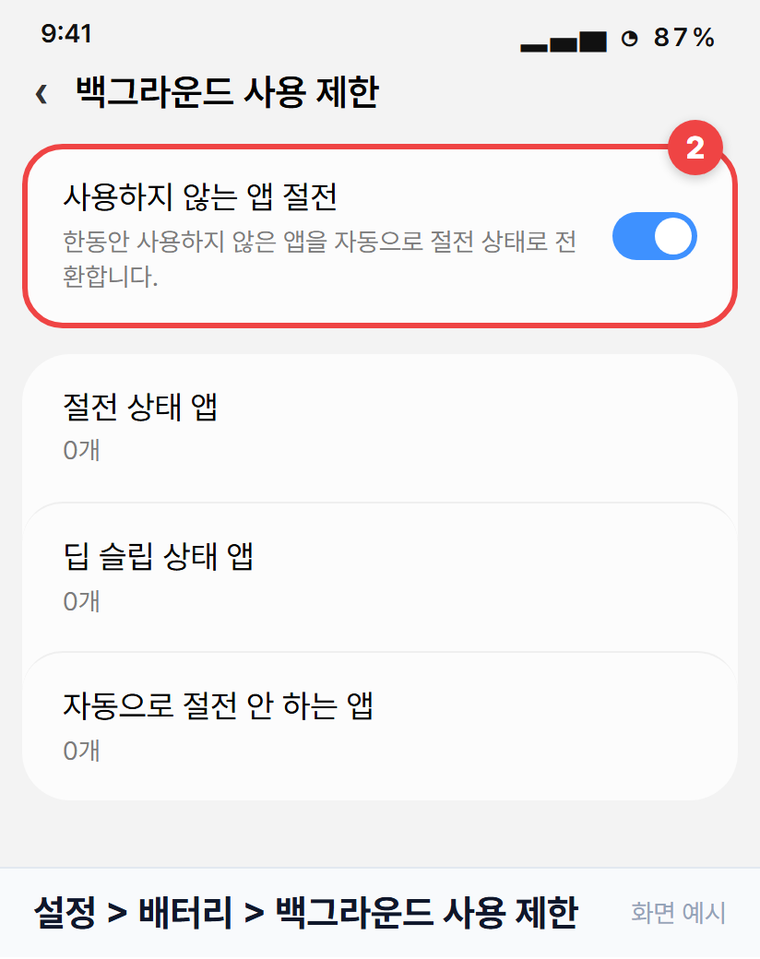 9:41
87%
백그라운드 사용 제한
2
사용하지 않는 앱 절전
한동안 사용하지 않은 앱을 자동으로 절전 상태로 전
환합니다.
절전 상태 앱
0개
딥 슬립 상태 앱
0개
자동으로 절전 안 하는 앱
0개
설정 > 배터리 > 백그라운드 사용 제한
화면 예시